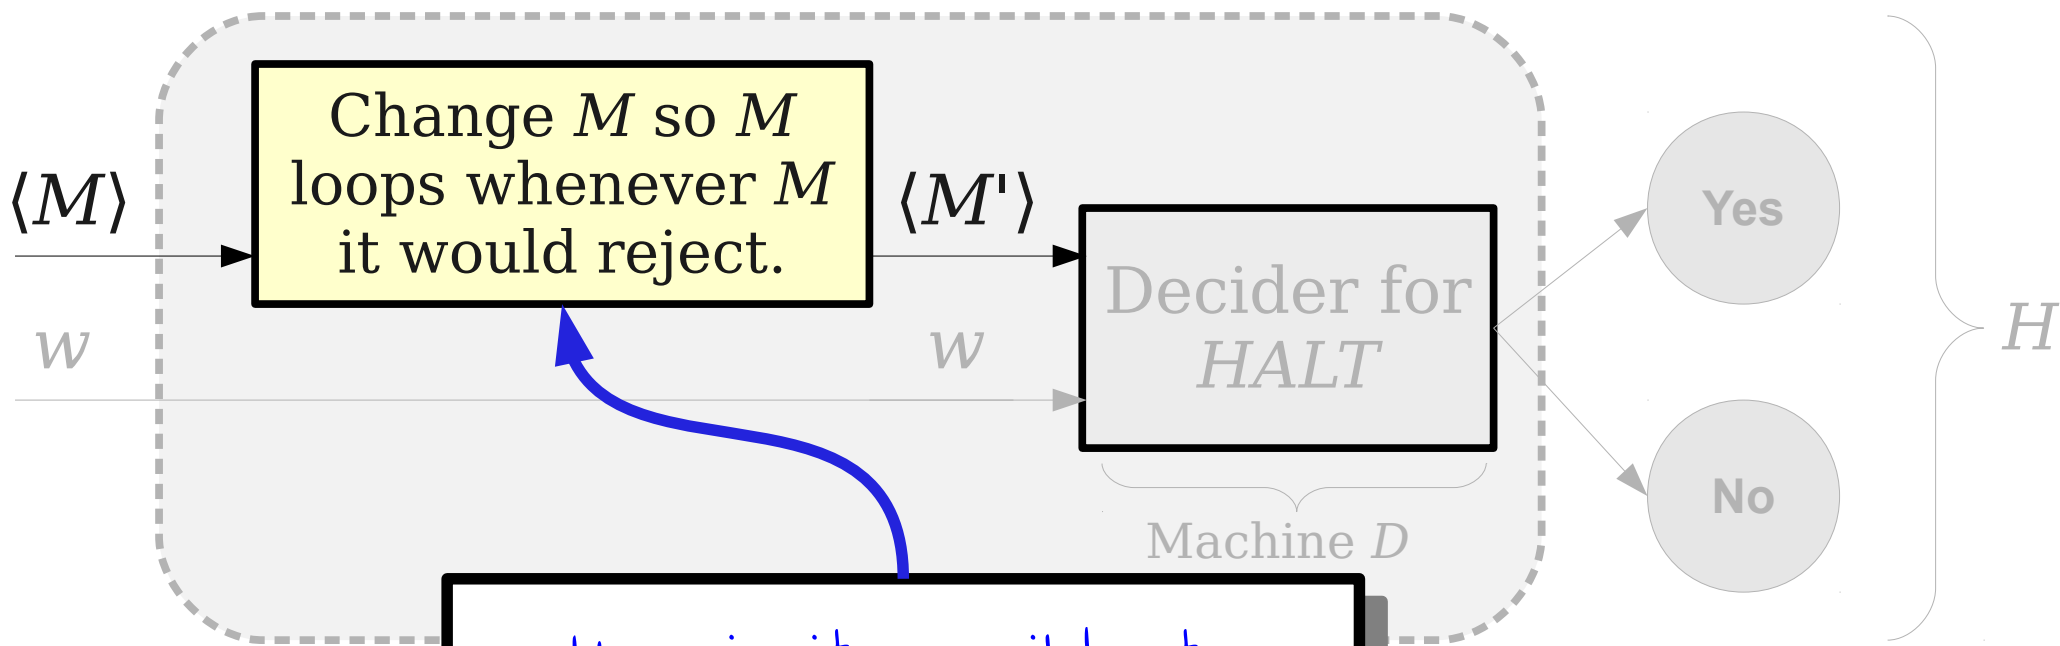 ⟨M⟩
Change M so M
loops whenever M
it would reject.
⟨M'⟩
w
w
Decider for
HALT
Machine D
Yes
No
H